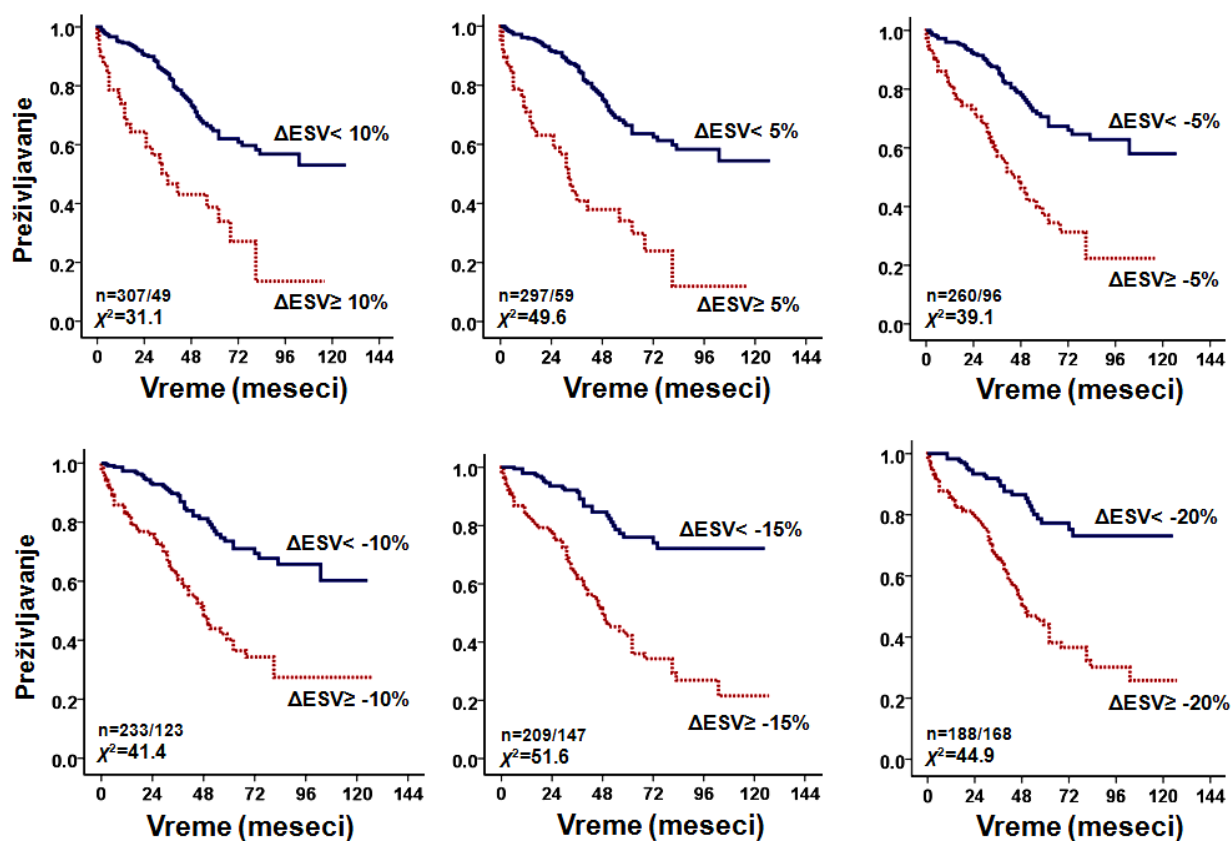 Preživljavanje
1.0
0.8
0.6
0.4
0.2
0.0
ΔESV< 10%
ΔESV≥ 10%
n=307/49
χ²=31.1
0 24 48 72 96 120 144
Vreme (meseci)
1.0
0.8
0.6
0.4
0.2
0.0
ΔESV< 5%
ΔESV≥ 5%
n=297/59
χ²=49.6
0 24 48 72 96 120 144
Vreme (meseci)
1.0
0.8
0.6
0.4
0.2
0.0
ΔESV< -5%
ΔESV≥ -5%
n=260/96
χ²=39.1
0 24 48 72 96 120 144
Vreme (meseci)
Preživljavanje
1.0
0.8
0.6
0.4
0.2
0.0
ΔESV< -10%
ΔESV≥ -10%
n=233/123
χ²=41.4
0 24 48 72 96 120 144
Vreme (meseci)
1.0
0.8
0.6
0.4
0.2
0.0
ΔESV< -15%
ΔESV≥ -15%
n=209/147
χ²=51.6
0 24 48 72 96 120 144
Vreme (meseci)
1.0
0.8
0.6
0.4
0.2
0.0
ΔESV< -20%
ΔESV≥ -20%
n=188/168
χ²=44.9
0 24 48 72 96 120 144
Vreme (meseci)